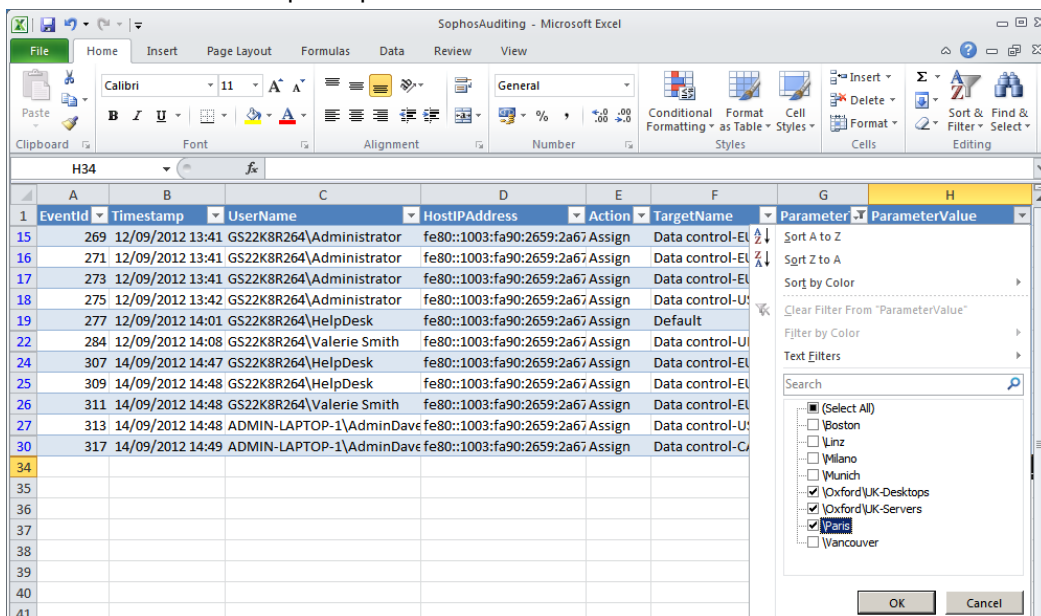 SophosAuditing - Microsoft Excel
File Home Insert Page Layout Formulas Data Review View
Paste
Clipboard
Calibri 11
B I U
Font
Alignment
General
Number
Conditional Formatting
Format as Table
Cell Styles
Styles
Insert
Delete
Format
Cells
Sort & Filter
Find & Select
Editing
H34 fx
A B C D E F G H
1 EventId Timestamp UserName HostIPAddress Action TargetName Parameter ParameterValue
15 269 12/09/2012 13:41 GS22K8R264\Administrator fe80::1003:fa90:2659:2a67 Assign Data control-EU
16 271 12/09/2012 13:41 GS22K8R264\Administrator fe80::1003:fa90:2659:2a67 Assign Data control-EU
17 273 12/09/2012 13:41 GS22K8R264\Administrator fe80::1003:fa90:2659:2a67 Assign Data control-EU
18 275 12/09/2012 13:42 GS22K8R264\Administrator fe80::1003:fa90:2659:2a67 Assign Data control-US
19 277 12/09/2012 14:01 GS22K8R264\HelpDesk fe80::1003:fa90:2659:2a67 Assign Default
22 284 12/09/2012 14:08 GS22K8R264\Valerie Smith fe80::1003:fa90:2659:2a67 Assign Data control-U
24 307 14/09/2012 14:47 GS22K8R264\HelpDesk fe80::1003:fa90:2659:2a67 Assign Data control-EU
25 309 14/09/2012 14:48 GS22K8R264\HelpDesk fe80::1003:fa90:2659:2a67 Assign Data control-EU
26 311 14/09/2012 14:48 GS22K8R264\Valerie Smith fe80::1003:fa90:2659:2a67 Assign Data control-EU
27 313 14/09/2012 14:48 ADMIN-LAPTOP-1\AdminDave fe80::1003:fa90:2659:2a67 Assign Data control-US
30 317 14/09/2012 14:49 ADMIN-LAPTOP-1\AdminDave fe80::1003:fa90:2659:2a67 Assign Data control-CA
34
35
36
37
38
39
40
41
Sort A to Z
Sort Z to A
Sort by Color
Clear Filter From "ParameterValue"
Filter by Color
Text Filters
Search
(Select All)
\Boston
\Linz
\Milano
\Munich
\Oxford\UK-Desktops
\Oxford\UK-Servers
\Paris
\Vancouver
OK Cancel